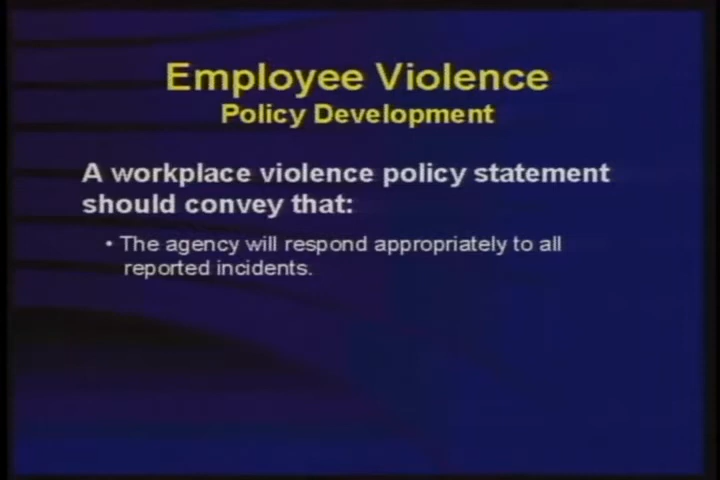 Employee Violence
Policy Development
A workplace violence policy statement
should convey that:
• The agency will respond appropriately to all
reported incidents.